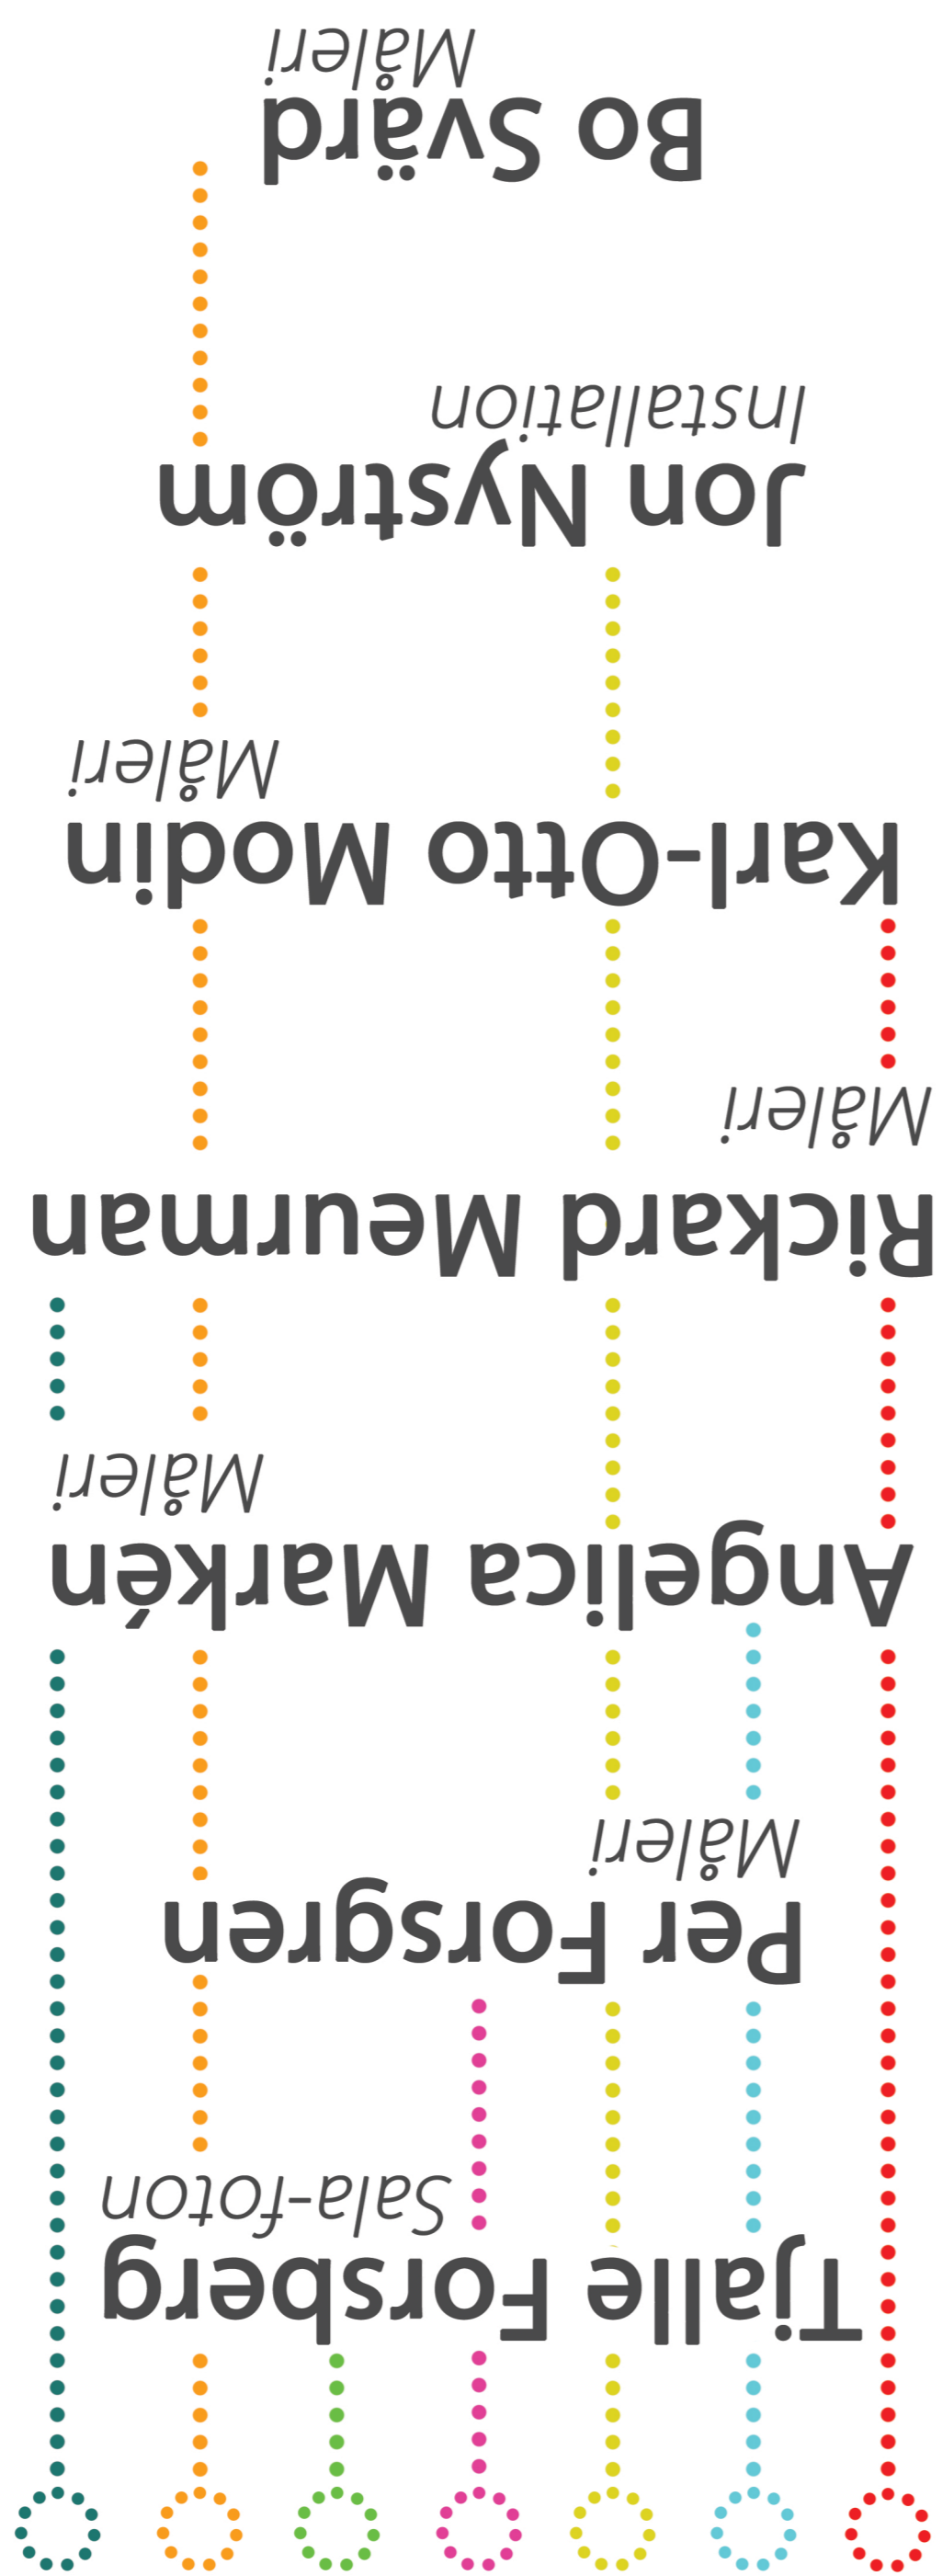 Tjalle Forsberg
Sala-foton
Per Forsgren
Måleri
Angelica Markén
Måleri
Rickard Meurman
Måleri
Karl-Otto Modin
Måleri
Jon Nyström
Installation
Bo Svärd
Måleri